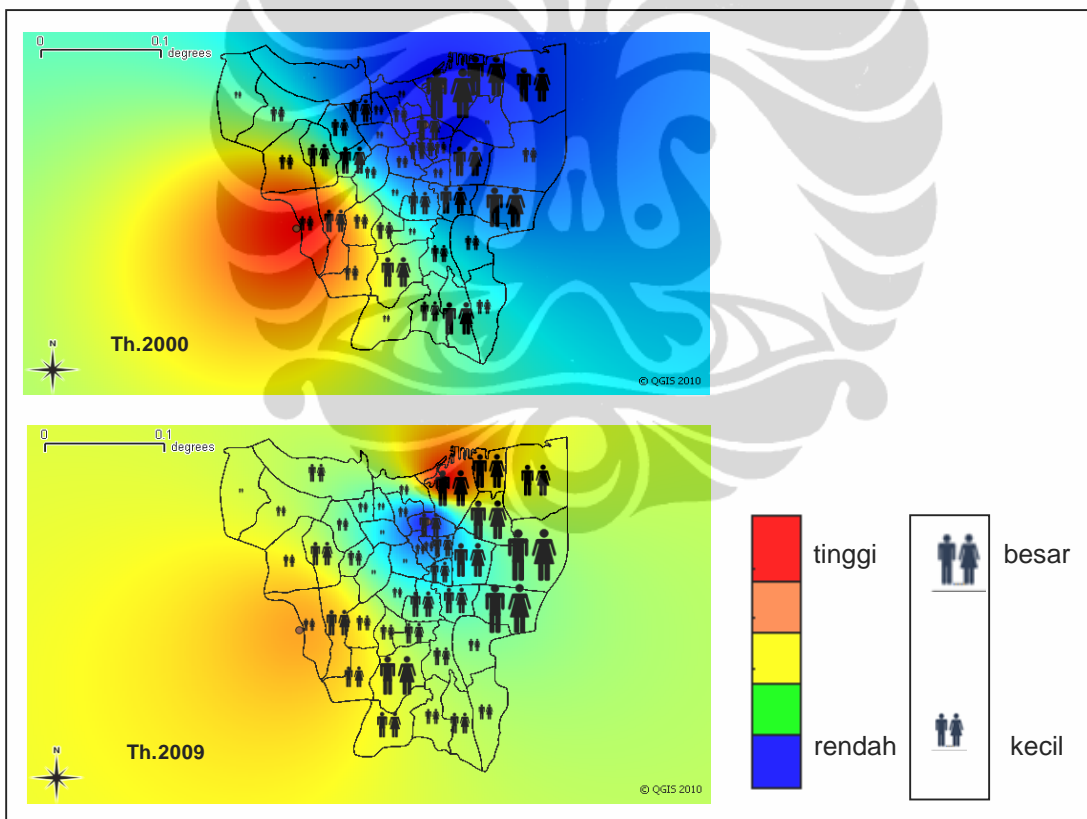 0 0.1
degrees
Th.2000
N
© QGIS 2010
0 0.1
degrees
Th.2009
N
© QGIS 2010
tinggi
rendah
besar
kecil